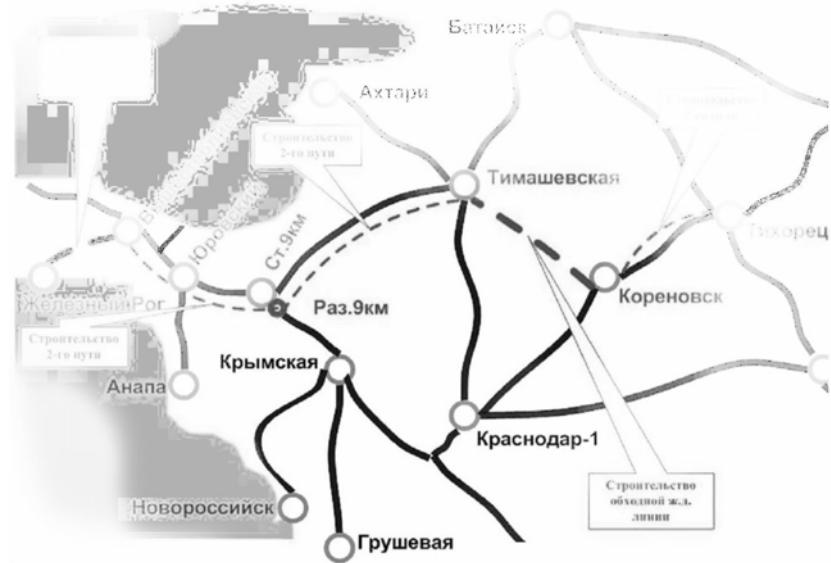 Батайск
Ахтари
Строительство
2-го пути
Тимашевская
Юровский
Ст.9км
Тихорец
Железный Рог
Раз.9км
Кореновск
Строительство
2-го пути
Крымская
Анапа
Краснодар-1
Строительство
обходной ж.д.
линии
Новороссийск
Грушевая